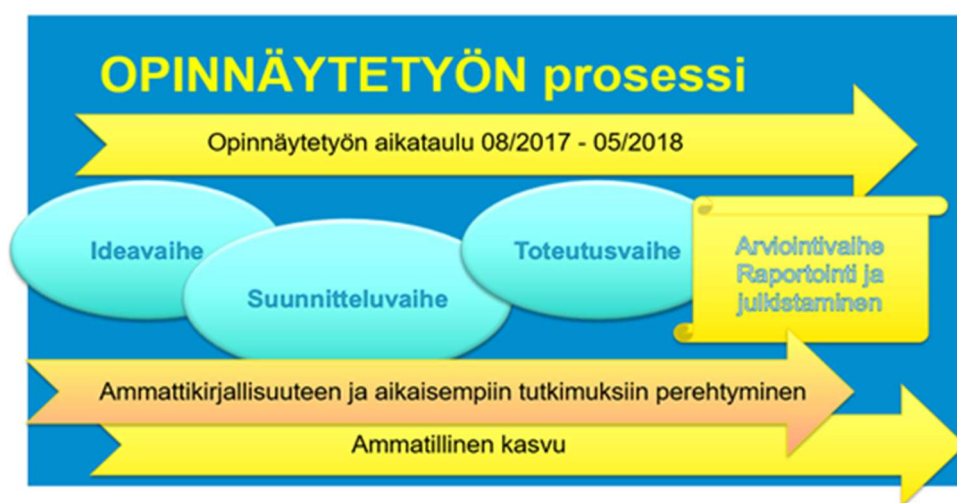 OPINNÄYTETYÖN prosessi
Opinnäytetyön aikataulu 08/2017 - 05/2018
Ideavaihe
Suunnitteluvaihe
Toteutusvaihe
Arviointivaihe
Raportointi ja
julkistaminen
Ammattikirjallisuuteen ja aikaisempiin tutkimuksiin perehtyminen
Ammatillinen kasvu